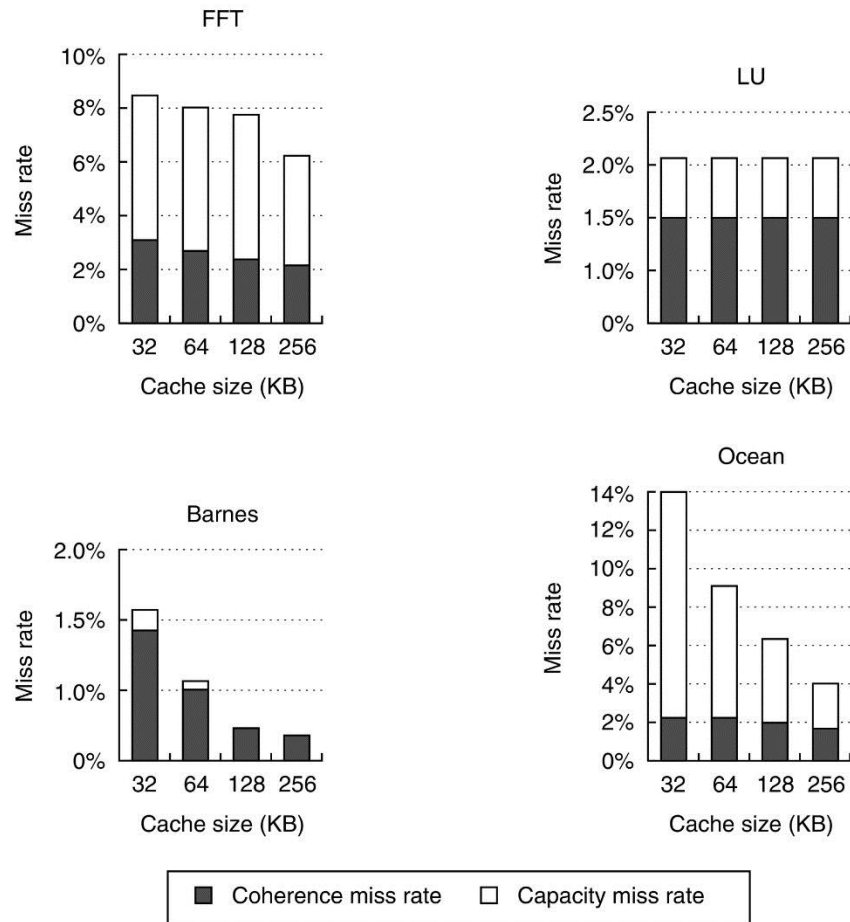 FFT
10%
8%
6%
4%
2%
0%
Miss rate
32 64 128 256
Cache size (KB)
LU
2.5%
2.0%
1.5%
1.0%
0%
Miss rate
32 64 128 256
Cache size (KB)
Barnes
2.0%
1.5%
1.0%
0%
Miss rate
32 64 128 256
Cache size (KB)
Ocean
14%
12%
10%
8%
6%
4%
2%
0%
Miss rate
32 64 128 256
Cache size (KB)
Coherence miss rate Capacity miss rate